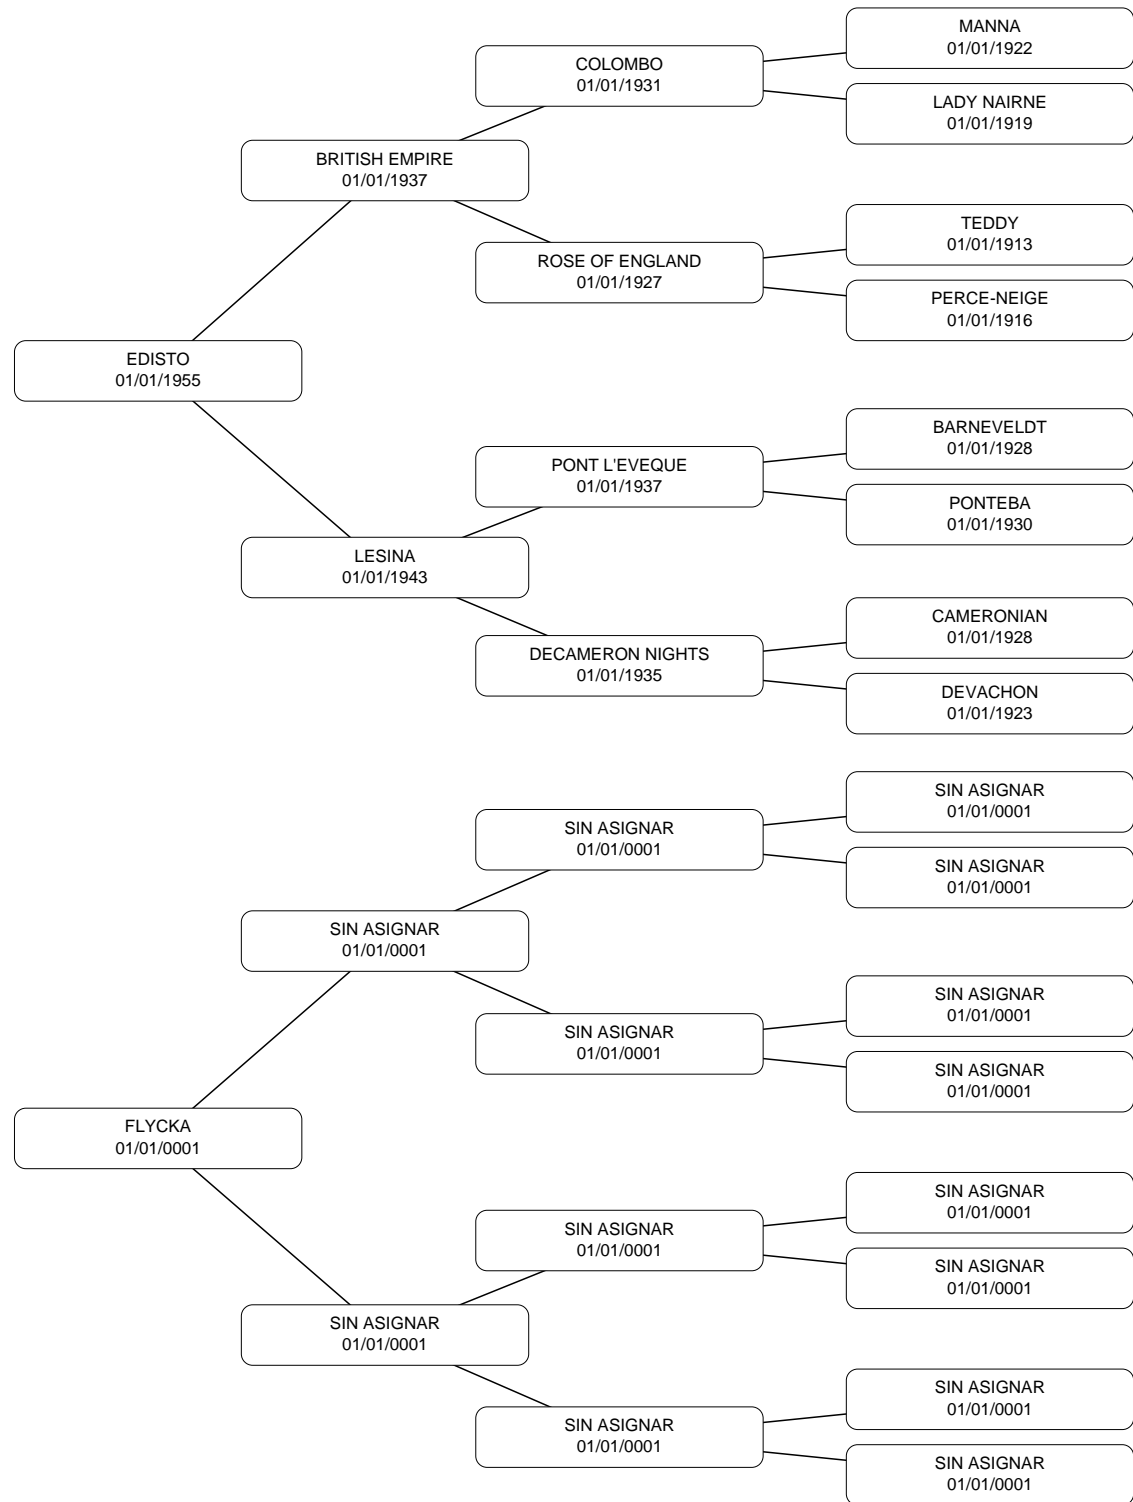 MANNA
01/01/1922
COLOMBO
01/01/1931
LADY NAIRNE
01/01/1919
BRITISH EMPIRE
01/01/1937
TEDDY
01/01/1913
ROSE OF ENGLAND
01/01/1927
PERCE-NEIGE
01/01/1916
EDISTO
01/01/1955
BARNEVELDT
01/01/1928
PONT L'EVEQUE
01/01/1937
PONTEBA
01/01/1930
LESINA
01/01/1943
CAMERONIAN
01/01/1928
DECAMERON NIGHTS
01/01/1935
DEVACHON
01/01/1923
SIN ASIGNAR
01/01/0001
SIN ASIGNAR
01/01/0001
SIN ASIGNAR
01/01/0001
SIN ASIGNAR
01/01/0001
SIN ASIGNAR
01/01/0001
SIN ASIGNAR
01/01/0001
SIN ASIGNAR
01/01/0001
FLYCKA
01/01/0001
SIN ASIGNAR
01/01/0001
SIN ASIGNAR
01/01/0001
SIN ASIGNAR
01/01/0001
SIN ASIGNAR
01/01/0001
SIN ASIGNAR
01/01/0001
SIN ASIGNAR
01/01/0001
SIN ASIGNAR
01/01/0001